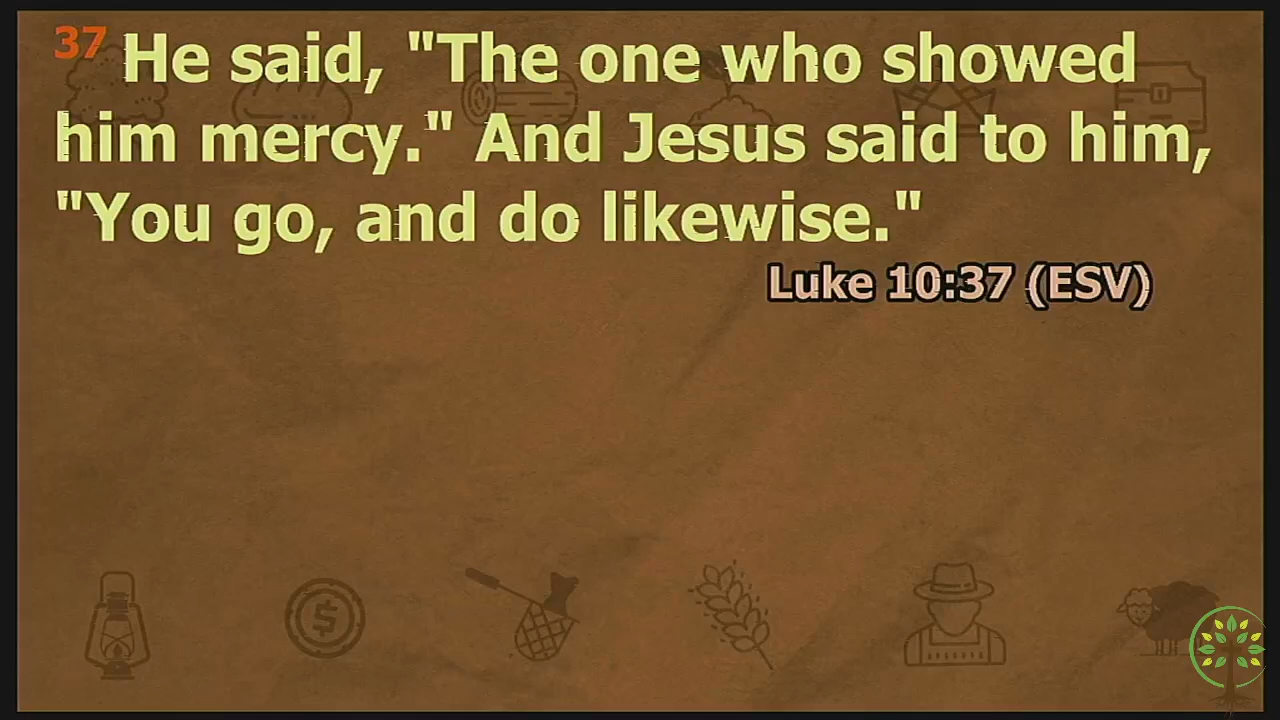 37 He said, "The one who showed
him mercy." And Jesus said to him,
"You go, and do likewise."
Luke 10:37 (ESV)
$